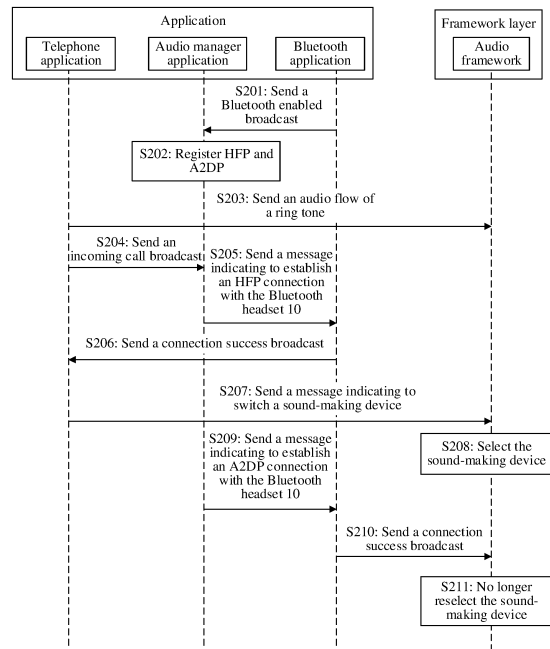 Application
Framework layer
Telephone
application
Audio manager
application
Bluetooth
application
Audio
framework
S201: Send a
Bluetooth enabled
broadcast
S202: Register HFP and
A2DP
S203: Send an audio flow of
a ring tone
S204: Send an
incoming call broadcast
S205: Send a message
indicating to establish
an HFP connection
with the Bluetooth
headset 10
S206: Send a connection success broadcast
S207: Send a message indicating to
switch a sound-making device
S208: Select the
sound-making device
S209: Send a message
indicating to establish
an A2DP connection
with the Bluetooth
headset 10
S210: Send a connection
success broadcast
S211: No longer
reselect the sound-
making device